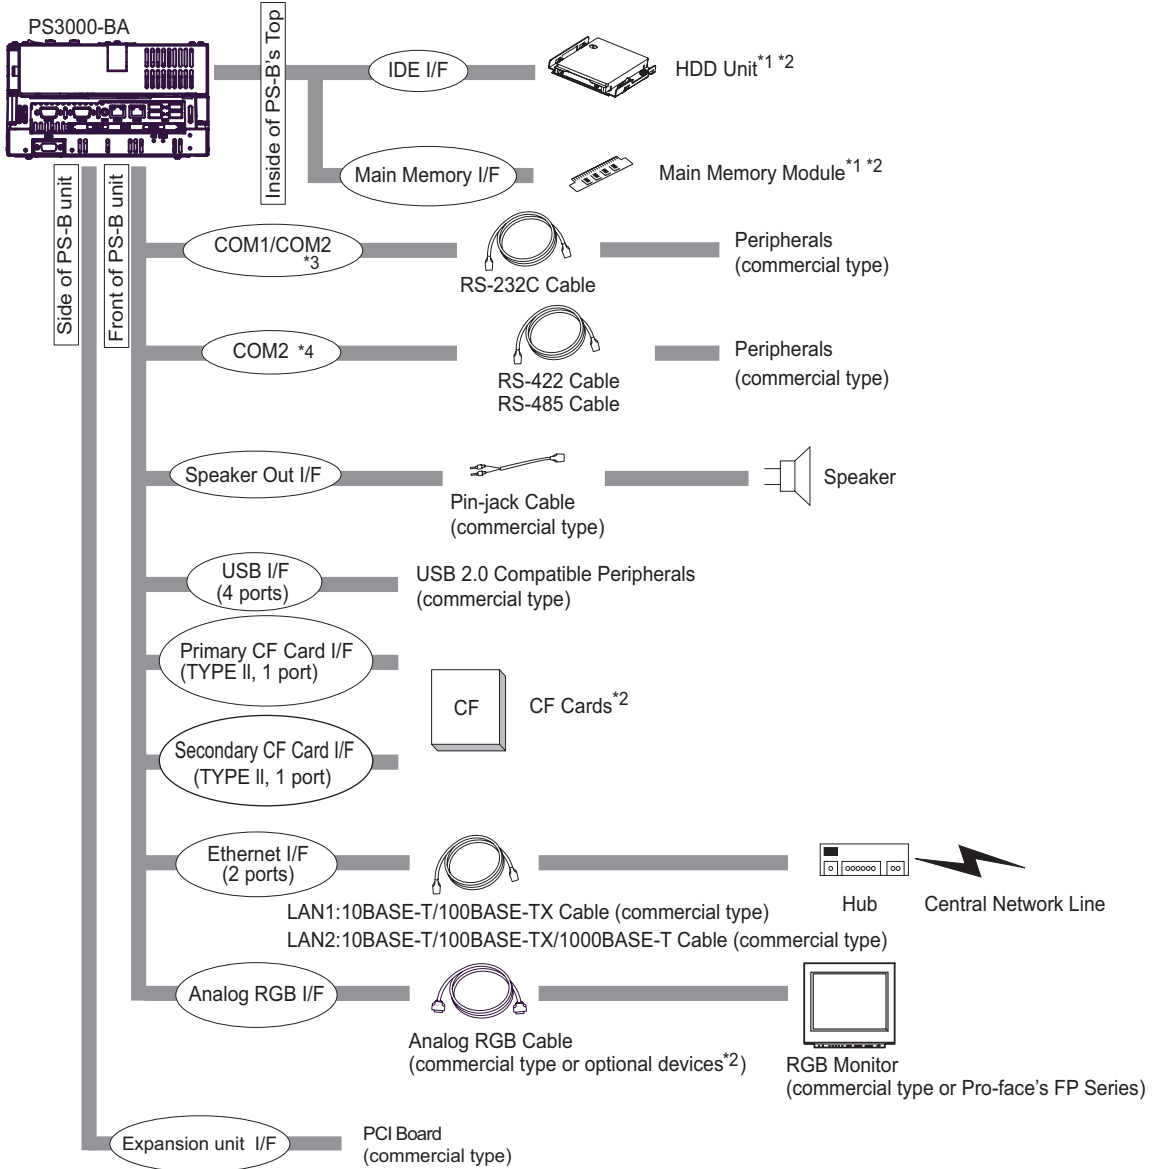 PS3000-BA
Inside of PS-B's Top
IDE I/F
HDD Unit*1 *2
Main Memory I/F
Main Memory Module*1 *2
Side of PS-B unit
Front of PS-B unit
COM1/COM2
*3
RS-232C Cable
Peripherals
(commercial type)
COM2 *4
RS-422 Cable
RS-485 Cable
Peripherals
(commercial type)
Speaker Out I/F
Pin-jack Cable
(commercial type)
Speaker
USB I/F
(4 ports)
USB 2.0 Compatible Peripherals
(commercial type)
Primary CF Card I/F
(TYPE II, 1 port)
CF
CF Cards*2
Secondary CF Card I/F
(TYPE II, 1 port)
Ethernet I/F
(2 ports)
LAN1:10BASE-T/100BASE-TX Cable (commercial type)
LAN2:10BASE-T/100BASE-TX/1000BASE-T Cable (commercial type)
Hub
Central Network Line
Analog RGB I/F
Analog RGB Cable
(commercial type or optional devices*2)
RGB Monitor
(commercial type or Pro-face's FP Series)
Expansion unit I/F
PCI Board
(commercial type)